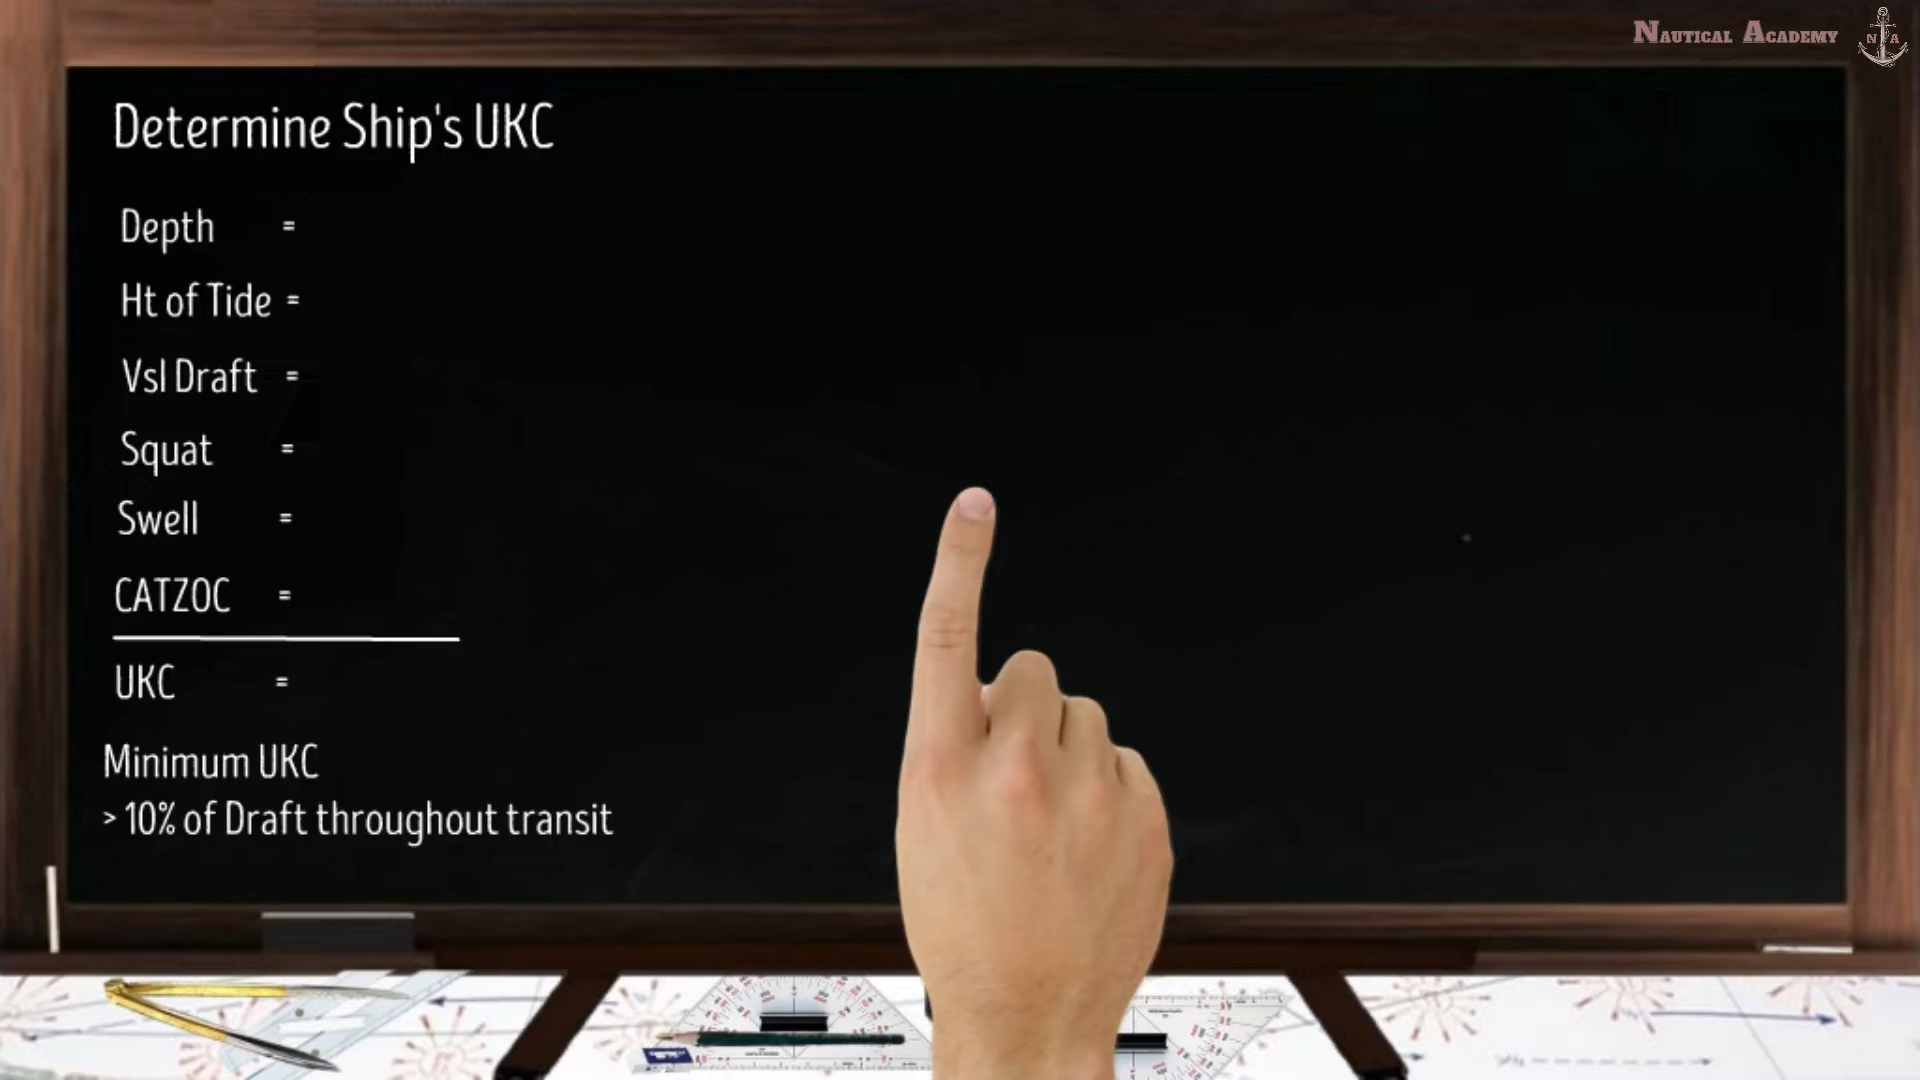 Nautical Academy
N A
Determine Ship's UKC
Depth =
Ht of Tide =
Vsl Draft =
Squat =
Swell =
CATZOC =
UKC =
Minimum UKC
> 10% of Draft throughout transit